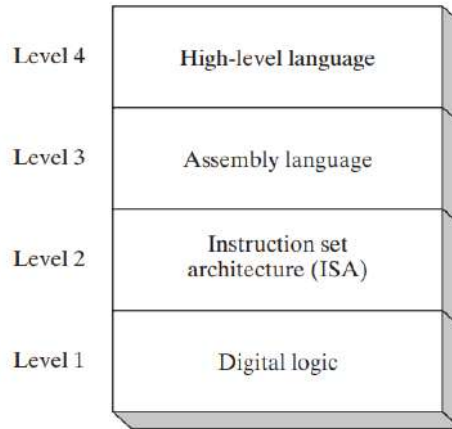 Level 4
High-level language
Level 3
Assembly language
Level 2
Instruction set
architecture (ISA)
Level 1
Digital logic